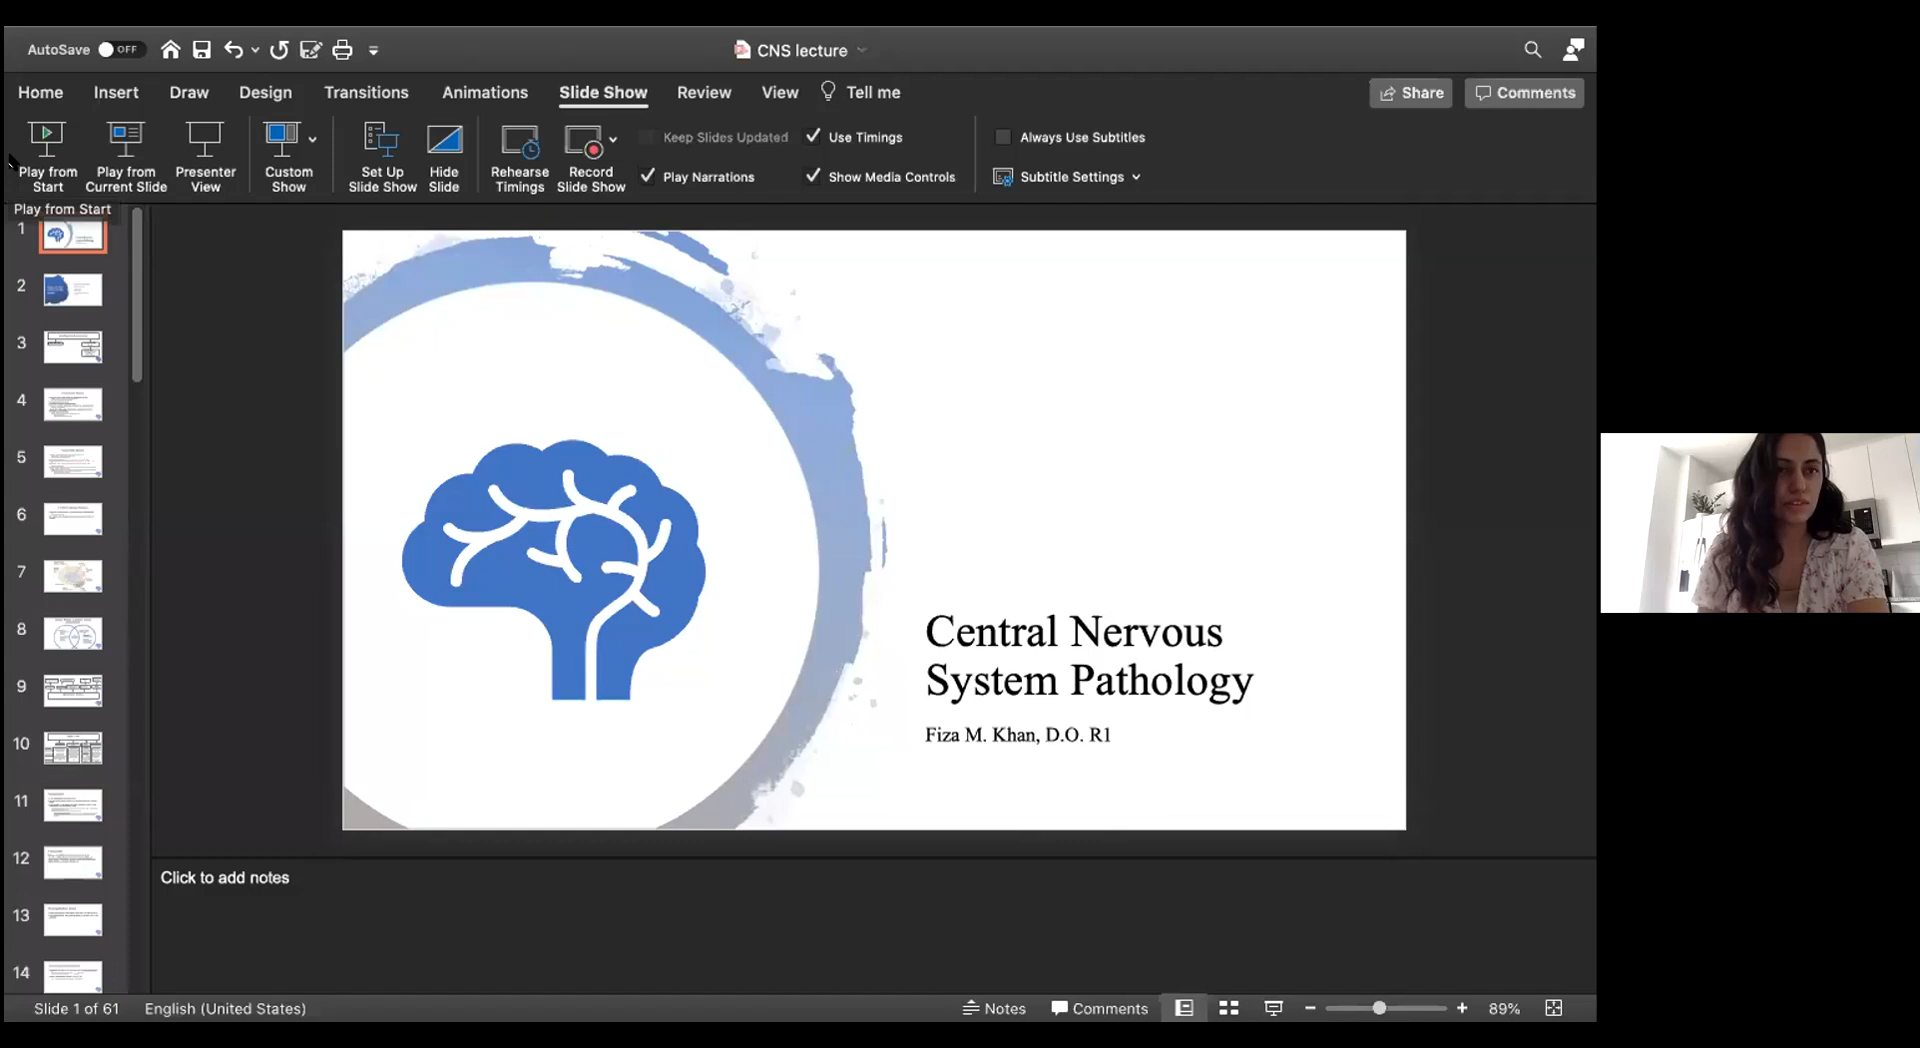 AutoSave OFF
CNS lecture
Home Insert Draw Design Transitions Animations Slide Show Review View Tell me
Share Comments
Play from Start
Play from Current Slide
Presenter View
Custom Show
Set Up Slide Show
Hide Slide
Rehearse Timings
Record Slide Show
Keep Slides Updated
Use Timings
Play Narrations
Show Media Controls
Always Use Subtitles
Subtitle Settings
Play from Start
1
2
3
4
5
6
7
8
9
10
11
12
13
14
Central Nervous
System Pathology
Fiza M. Khan, D.O. R1
Click to add notes
Slide 1 of 61 English (United States)
Notes Comments 89%